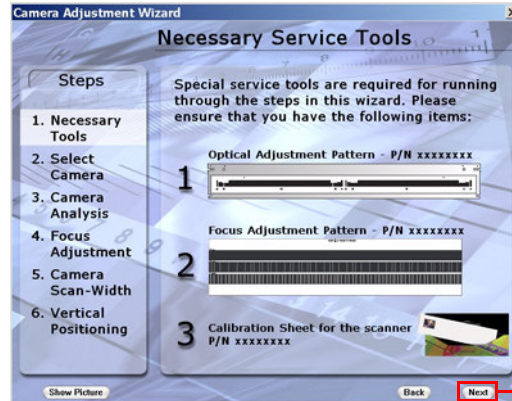 Camera Adjustment Wizard
Necessary Service Tools
Steps
1. Necessary
Tools
2. Select
Camera
3. Camera
Analysis
4. Focus
Adjustment
5. Camera
Scan-Width
6. Vertical
Positioning
Special service tools are required for running
through the steps in this wizard. Please
ensure that you have the following items:
1
Optical Adjustment Pattern - P/N xxxxxxxx
2
Focus Adjustment Pattern - P/N xxxxxxxx
3
Calibration Sheet for the scanner
P/N xxxxxxxx
Show Picture
Back
Next